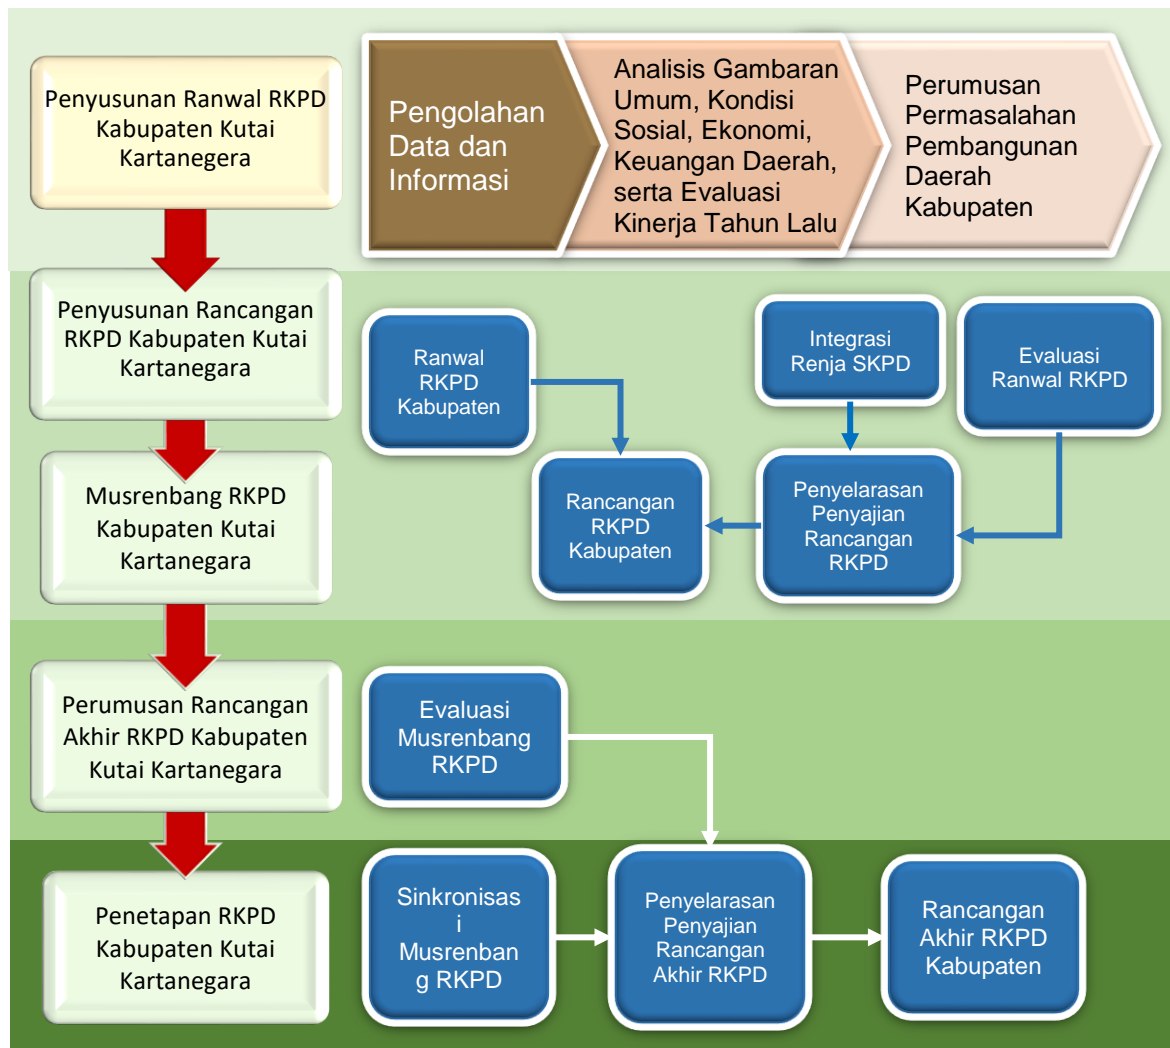 Penyusunan Ranwal RKPD
Kabupaten Kutai
Kartanegera
Pengolahan
Data dan
Informasi
Analisis Gambaran
Umum, Kondisi
Sosial, Ekonomi,
Keuangan Daerah,
serta Evaluasi
Kinerja Tahun Lalu
Perumusan
Permasalahan
Pembangunan
Daerah
Kabupaten
Penyusunan Rancangan
RKPD Kabupaten Kutai
Kartanegara
Ranwal
RKPD
Kabupaten
Integrasi
Renja SKPD
Evaluasi
Ranwal RKPD
Musrenbang RKPD
Kabupaten Kutai
Kartanegara
Rancangan
RKPD
Kabupaten
Penyelarasan
Penyajian
Rancangan
RKPD
Perumusan Rancangan
Akhir RKPD Kabupaten
Kutai Kartanegara
Evaluasi
Musrenbang
RKPD
Penetapan RKPD
Kabupaten Kutai
Kartanegara
Sinkronisas
i
Musrenban
g RKPD
Penyelarasan
Penyajian
Rancangan
Akhir RKPD
Rancangan
Akhir RKPD
Kabupaten